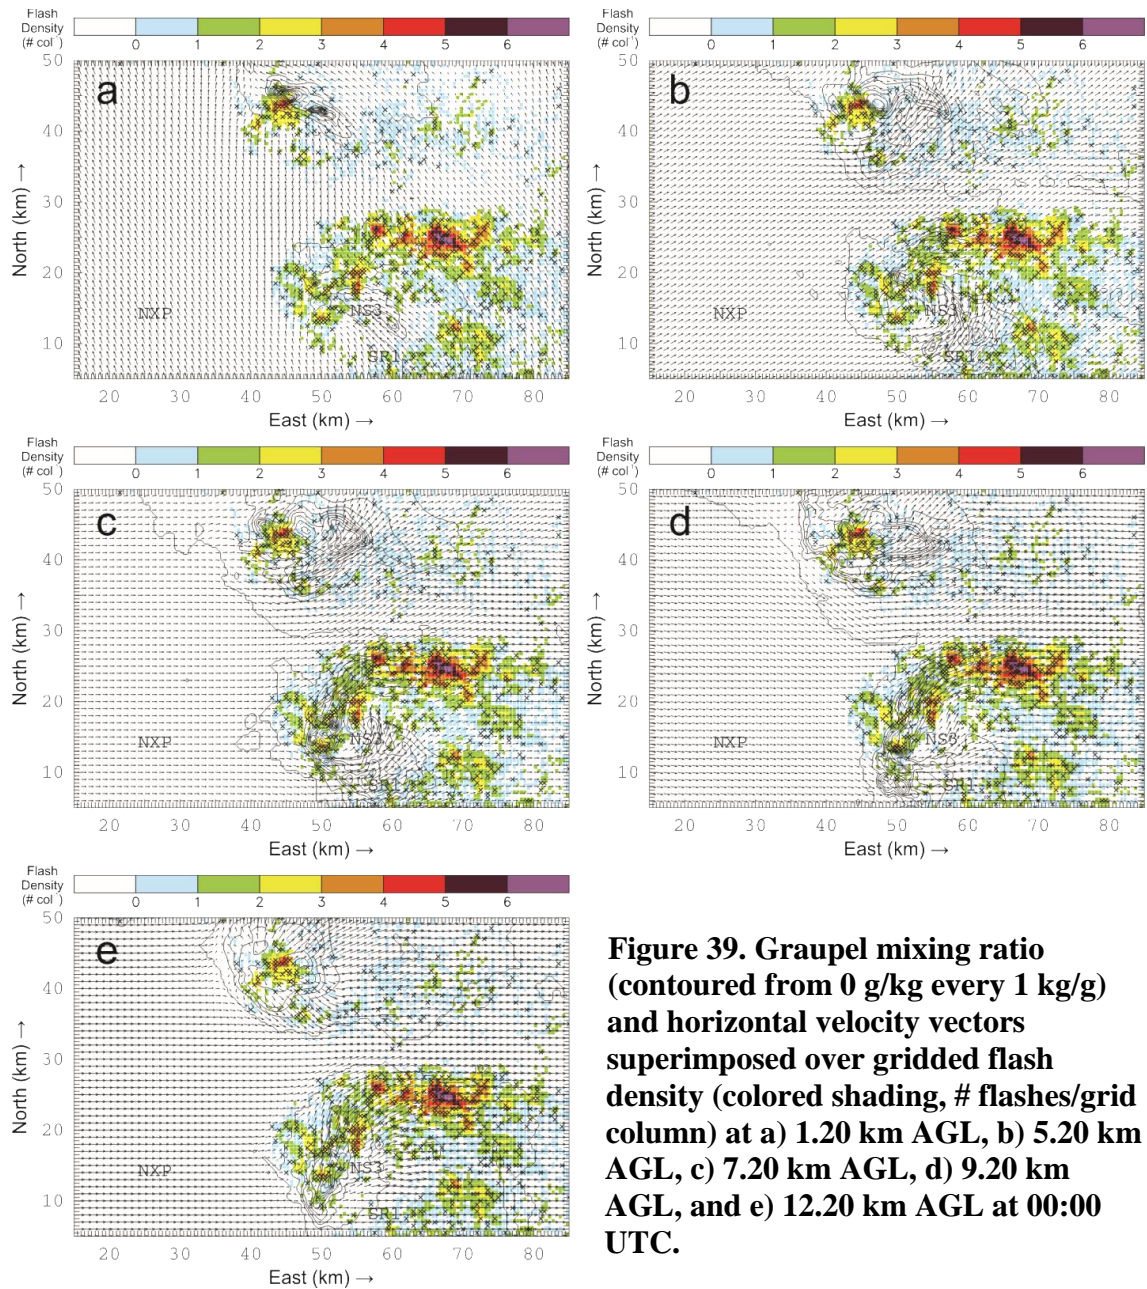 Flash
Density
(# col⁻¹)
0 1 2 3 4 5 6
a
50
40
30
20
10
North (km) →
NXP
NS3
SR1
20 30 40 50 60 70 80
East (km) →
Flash
Density
(# col⁻¹)
0 1 2 3 4 5 6
b
50
40
30
20
10
North (km) →
NXP
NS3
SR1
20 30 40 50 60 70 80
East (km) →
Flash
Density
(# col⁻¹)
0 1 2 3 4 5 6
c
50
40
30
20
10
North (km) →
NXP
NS3
SR1
20 30 40 50 60 70 80
East (km) →
Flash
Density
(# col⁻¹)
0 1 2 3 4 5 6
d
50
40
30
20
10
North (km) →
NXP
NS3
SR1
20 30 40 50 60 70 80
East (km) →
Flash
Density
(# col⁻¹)
0 1 2 3 4 5 6
e
50
40
30
20
10
North (km) →
NXP
NS3
SR1
20 30 40 50 60 70 80
East (km) →
Figure 39. Graupel mixing ratio
(contoured from 0 g/kg every 1 kg/g)
and horizontal velocity vectors
superimposed over gridded flash
density (colored shading, # flashes/grid
column) at a) 1.20 km AGL, b) 5.20 km
AGL, c) 7.20 km AGL, d) 9.20 km
AGL, and e) 12.20 km AGL at 00:00
UTC.